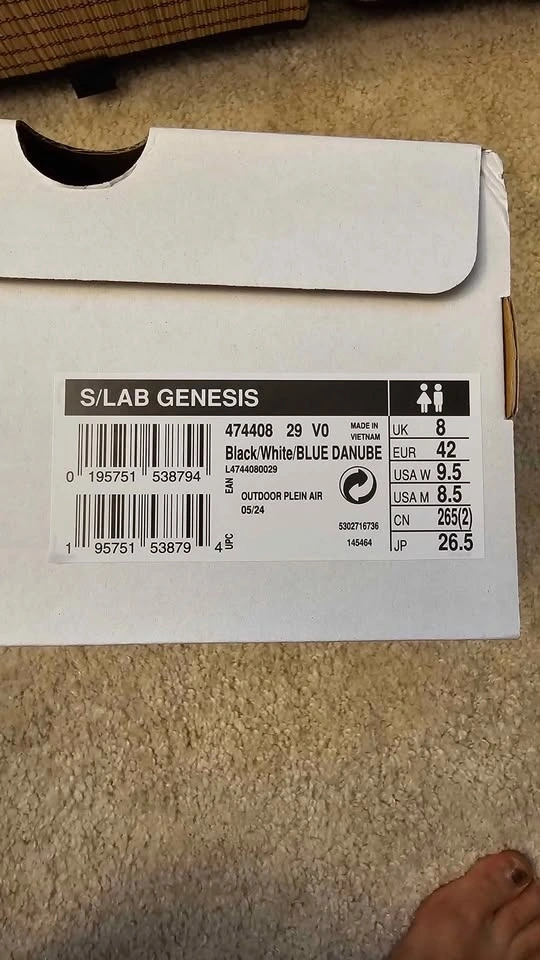 S/LAB GENESIS
474408 29 V0
MADE IN
VIETNAM
Black/White/BLUE DANUBE
L4744080029
0 195751 538794
EAN
OUTDOOR PLEIN AIR
05/24
5302716736
145464
1 95751 53879 4
UPC
UK 8
EUR 42
USA W 9.5
USA M 8.5
CN 265(2)
JP 26.5